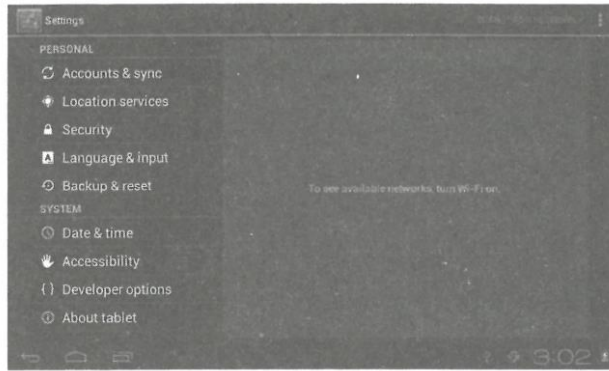 Settings
PERSONAL
Accounts & sync
Location services
Security
Language & input
Backup & reset
To see available networks, turn Wi-Fi on.
SYSTEM
Date & time
Accessibility
Developer options
About tablet
3:02